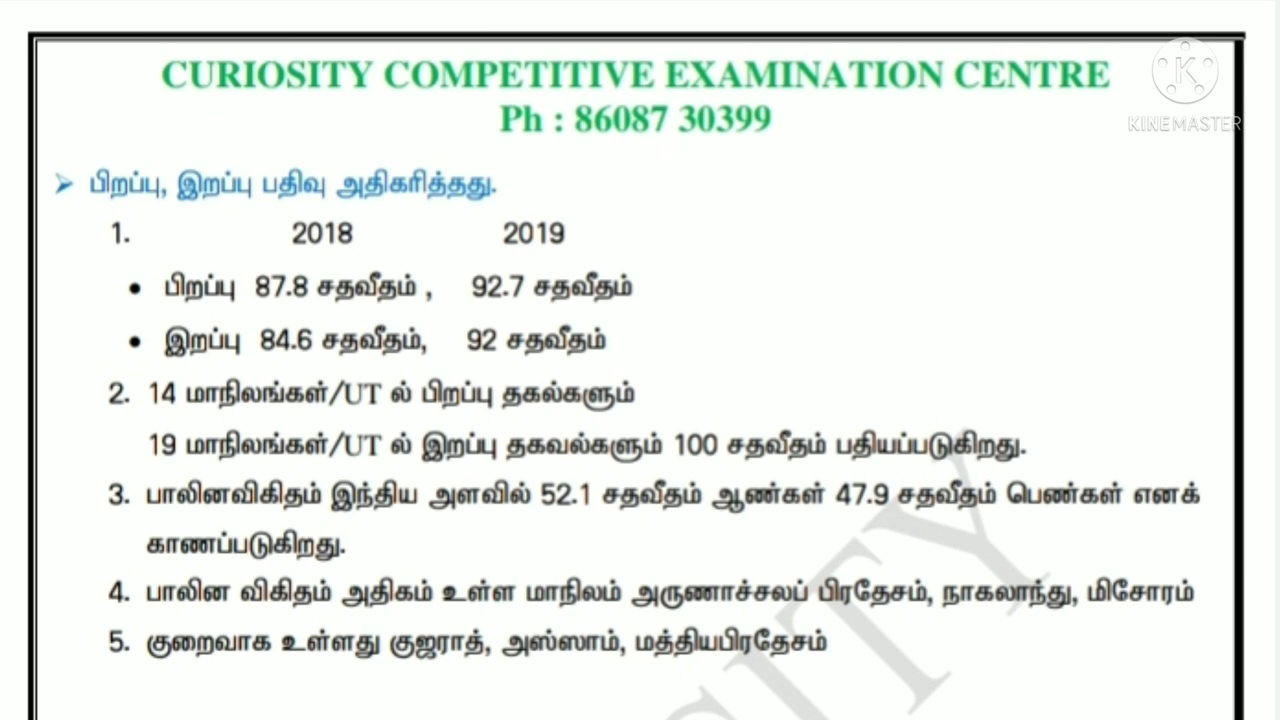 CURIOSITY COMPETITIVE EXAMINATION CENTRE
Ph : 86087 30399
KINEMASTER
➢ பிறப்பு, இறப்பு பதிவு அதிகரித்தது.
1. 2018 2019
• பிறப்பு 87.8 சதவீதம் , 92.7 சதவீதம்
• இறப்பு 84.6 சதவீதம், 92 சதவீதம்
2. 14 மாநிலங்கள்/UT ல் பிறப்பு தகல்களும்
19 மாநிலங்கள்/UT ல் இறப்பு தகவல்களும் 100 சதவீதம் பதியப்படுகிறது.
3. பாலினவிகிதம் இந்திய அளவில் 52.1 சதவீதம் ஆண்கள் 47.9 சதவீதம் பெண்கள் எனக்
காணப்படுகிறது.
4. பாலின விகிதம் அதிகம் உள்ள மாநிலம் அருணாச்சலப் பிரதேசம், நாகலாந்து, மிசோரம்
5. குறைவாக உள்ளது குஜராத், அஸ்ஸாம், மத்தியபிரதேசம்